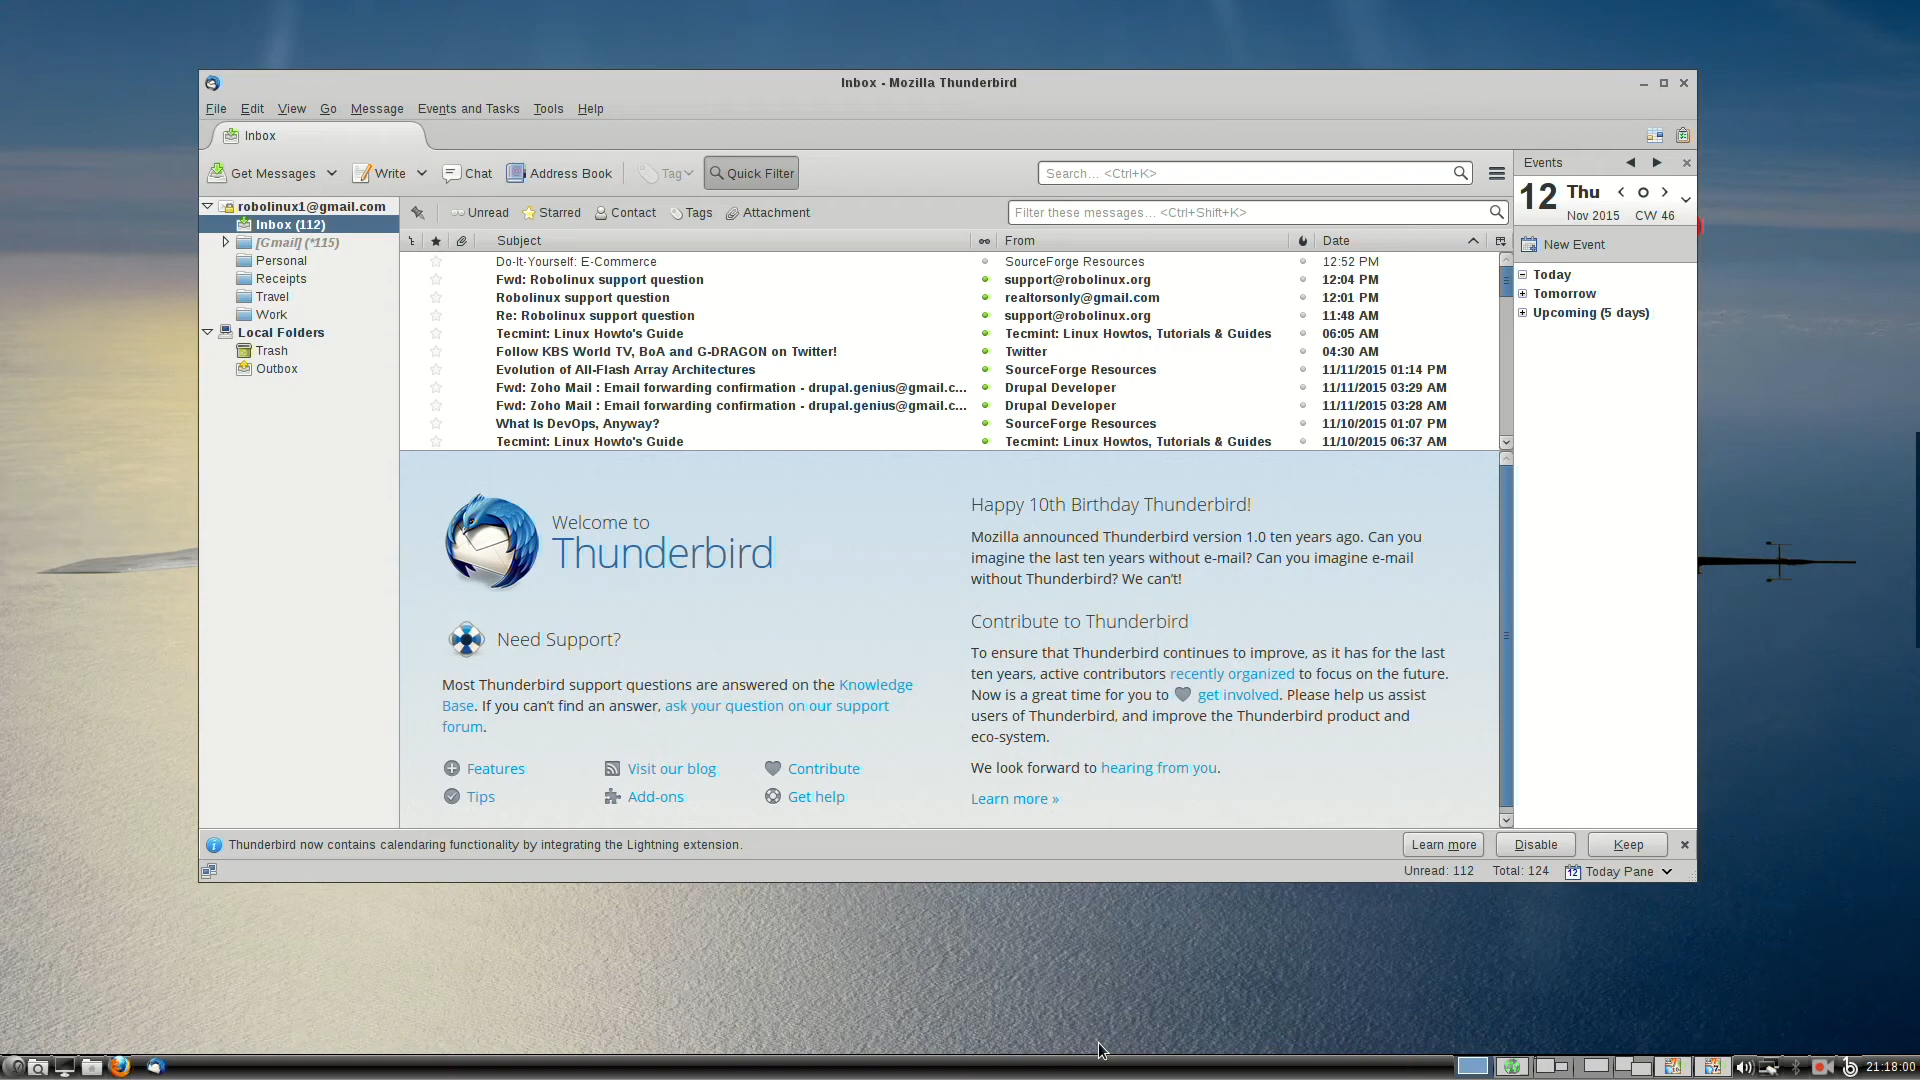 Inbox - Mozilla Thunderbird
File Edit View Go Message Events and Tasks Tools Help
Inbox
Get Messages Write Chat Address Book Tag Quick Filter Search... <Ctrl+K>
Unread Starred Contact Tags Attachment Filter these messages... <Ctrl+Shift+K>
Subject From Date
Do-It-Yourself: E-Commerce SourceForge Resources 12:52 PM
Fwd: Robolinux support question support@robolinux.org 12:04 PM
Robolinux support question realtorsonly@gmail.com 12:01 PM
Re: Robolinux support question support@robolinux.org 11:48 AM
Tecmint: Linux Howto's Guide Tecmint: Linux Howtos, Tutorials & Guides 06:05 AM
Follow KBS World TV, BoA and G-DRAGON on Twitter! Twitter 04:30 AM
Evolution of All-Flash Array Architectures SourceForge Resources 11/11/2015 01:14 PM
Fwd: Zoho Mail : Email forwarding confirmation - drupal.genius@gmail.c... Drupal Developer 11/11/2015 03:29 AM
Fwd: Zoho Mail : Email forwarding confirmation - drupal.genius@gmail.c... Drupal Developer 11/11/2015 03:28 AM
What Is DevOps, Anyway? SourceForge Resources 11/10/2015 01:07 PM
Tecmint: Linux Howto's Guide Tecmint: Linux Howtos, Tutorials & Guides 11/10/2015 06:37 AM
robolinux1@gmail.com
Inbox (112)
[Gmail] (*115)
Personal
Receipts
Travel
Work
Local Folders
Trash
Outbox
Events
12 Thu
Nov 2015 CW 46
New Event
Today
Tomorrow
Upcoming (5 days)
Welcome to
Thunderbird
Need Support?
Most Thunderbird support questions are answered on the Knowledge
Base. If you can't find an answer, ask your question on our support
forum.
Features Visit our blog Contribute
Tips Add-ons Get help
Happy 10th Birthday Thunderbird!
Mozilla announced Thunderbird version 1.0 ten years ago. Can you
imagine the last ten years without e-mail? Can you imagine e-mail
without Thunderbird? We can't!
Contribute to Thunderbird
To ensure that Thunderbird continues to improve, as it has for the last
ten years, active contributors recently organized to focus on the future.
Now is a great time for you to get involved. Please help us assist
users of Thunderbird, and improve the Thunderbird product and
eco-system.
We look forward to hearing from you.
Learn more »
Thunderbird now contains calendaring functionality by integrating the Lightning extension. Learn more Disable Keep
Unread: 112 Total: 124 12 Today Pane
21:18:00